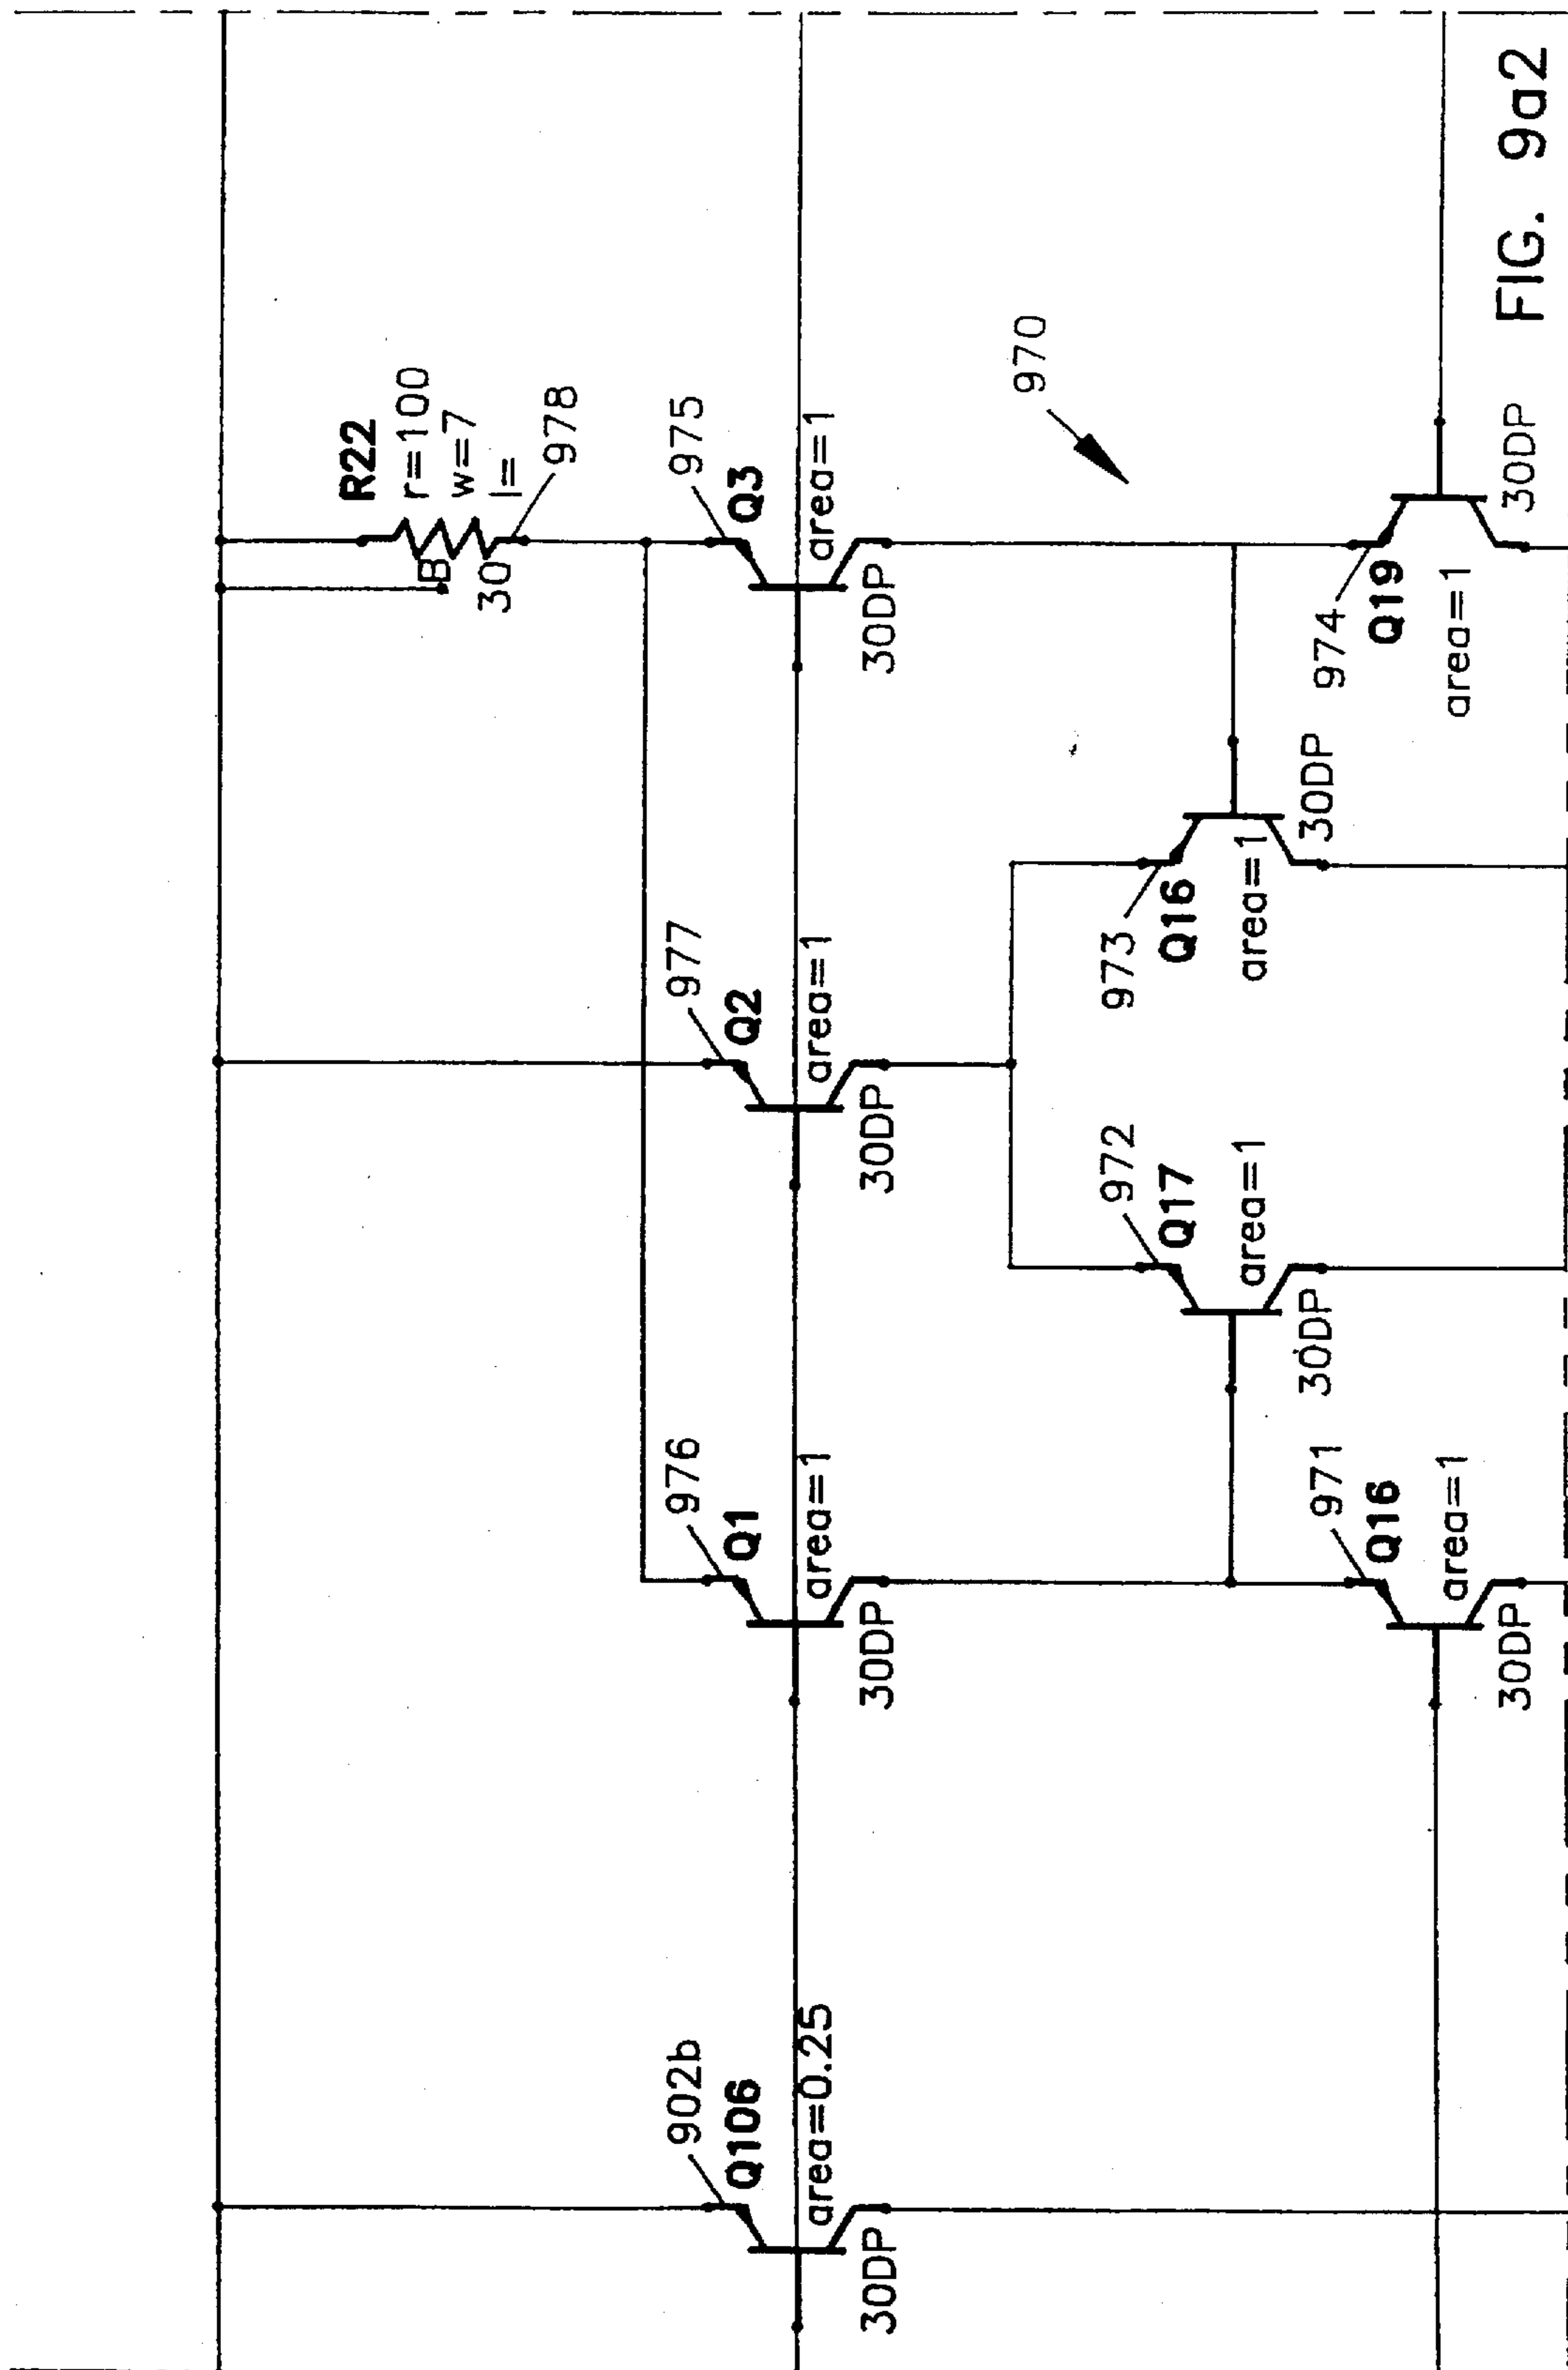 R22
r=100
w=7
l=
978
B
30
902b
Q106
area=0.25
30DP
976
Q1
area=1
30DP
977
Q2
area=1
30DP
975
Q3
area=1
30DP
970
972
Q17
area=1
30DP
973
Q16
area=1
30DP
971
Q16
area=1
30DP
974
Q19
area=1
30DP
FIG. 9a2